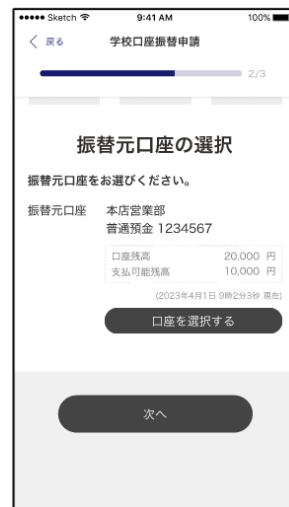 Sketch 9:41 AM 100%
戻る 学校口座振替申請
2/3
振替元口座の選択
振替元口座をお選びください。
振替元口座 本店営業部
普通預金 1234567
口座残高 20,000 円
支払可能残高 10,000 円
(2023年4月1日 9時2分3秒 現在)
口座を選択する
次へ